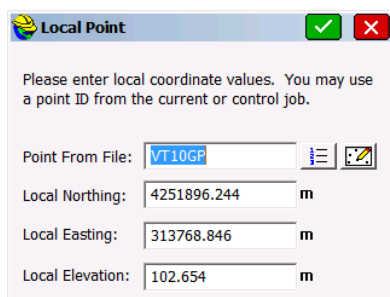 Local Point
Please enter local coordinate values. You may use
a point ID from the current or control job.
Point From File: VT10GP
Local Northing: 4251896.244 m
Local Easting: 313768.846 m
Local Elevation: 102.654 m